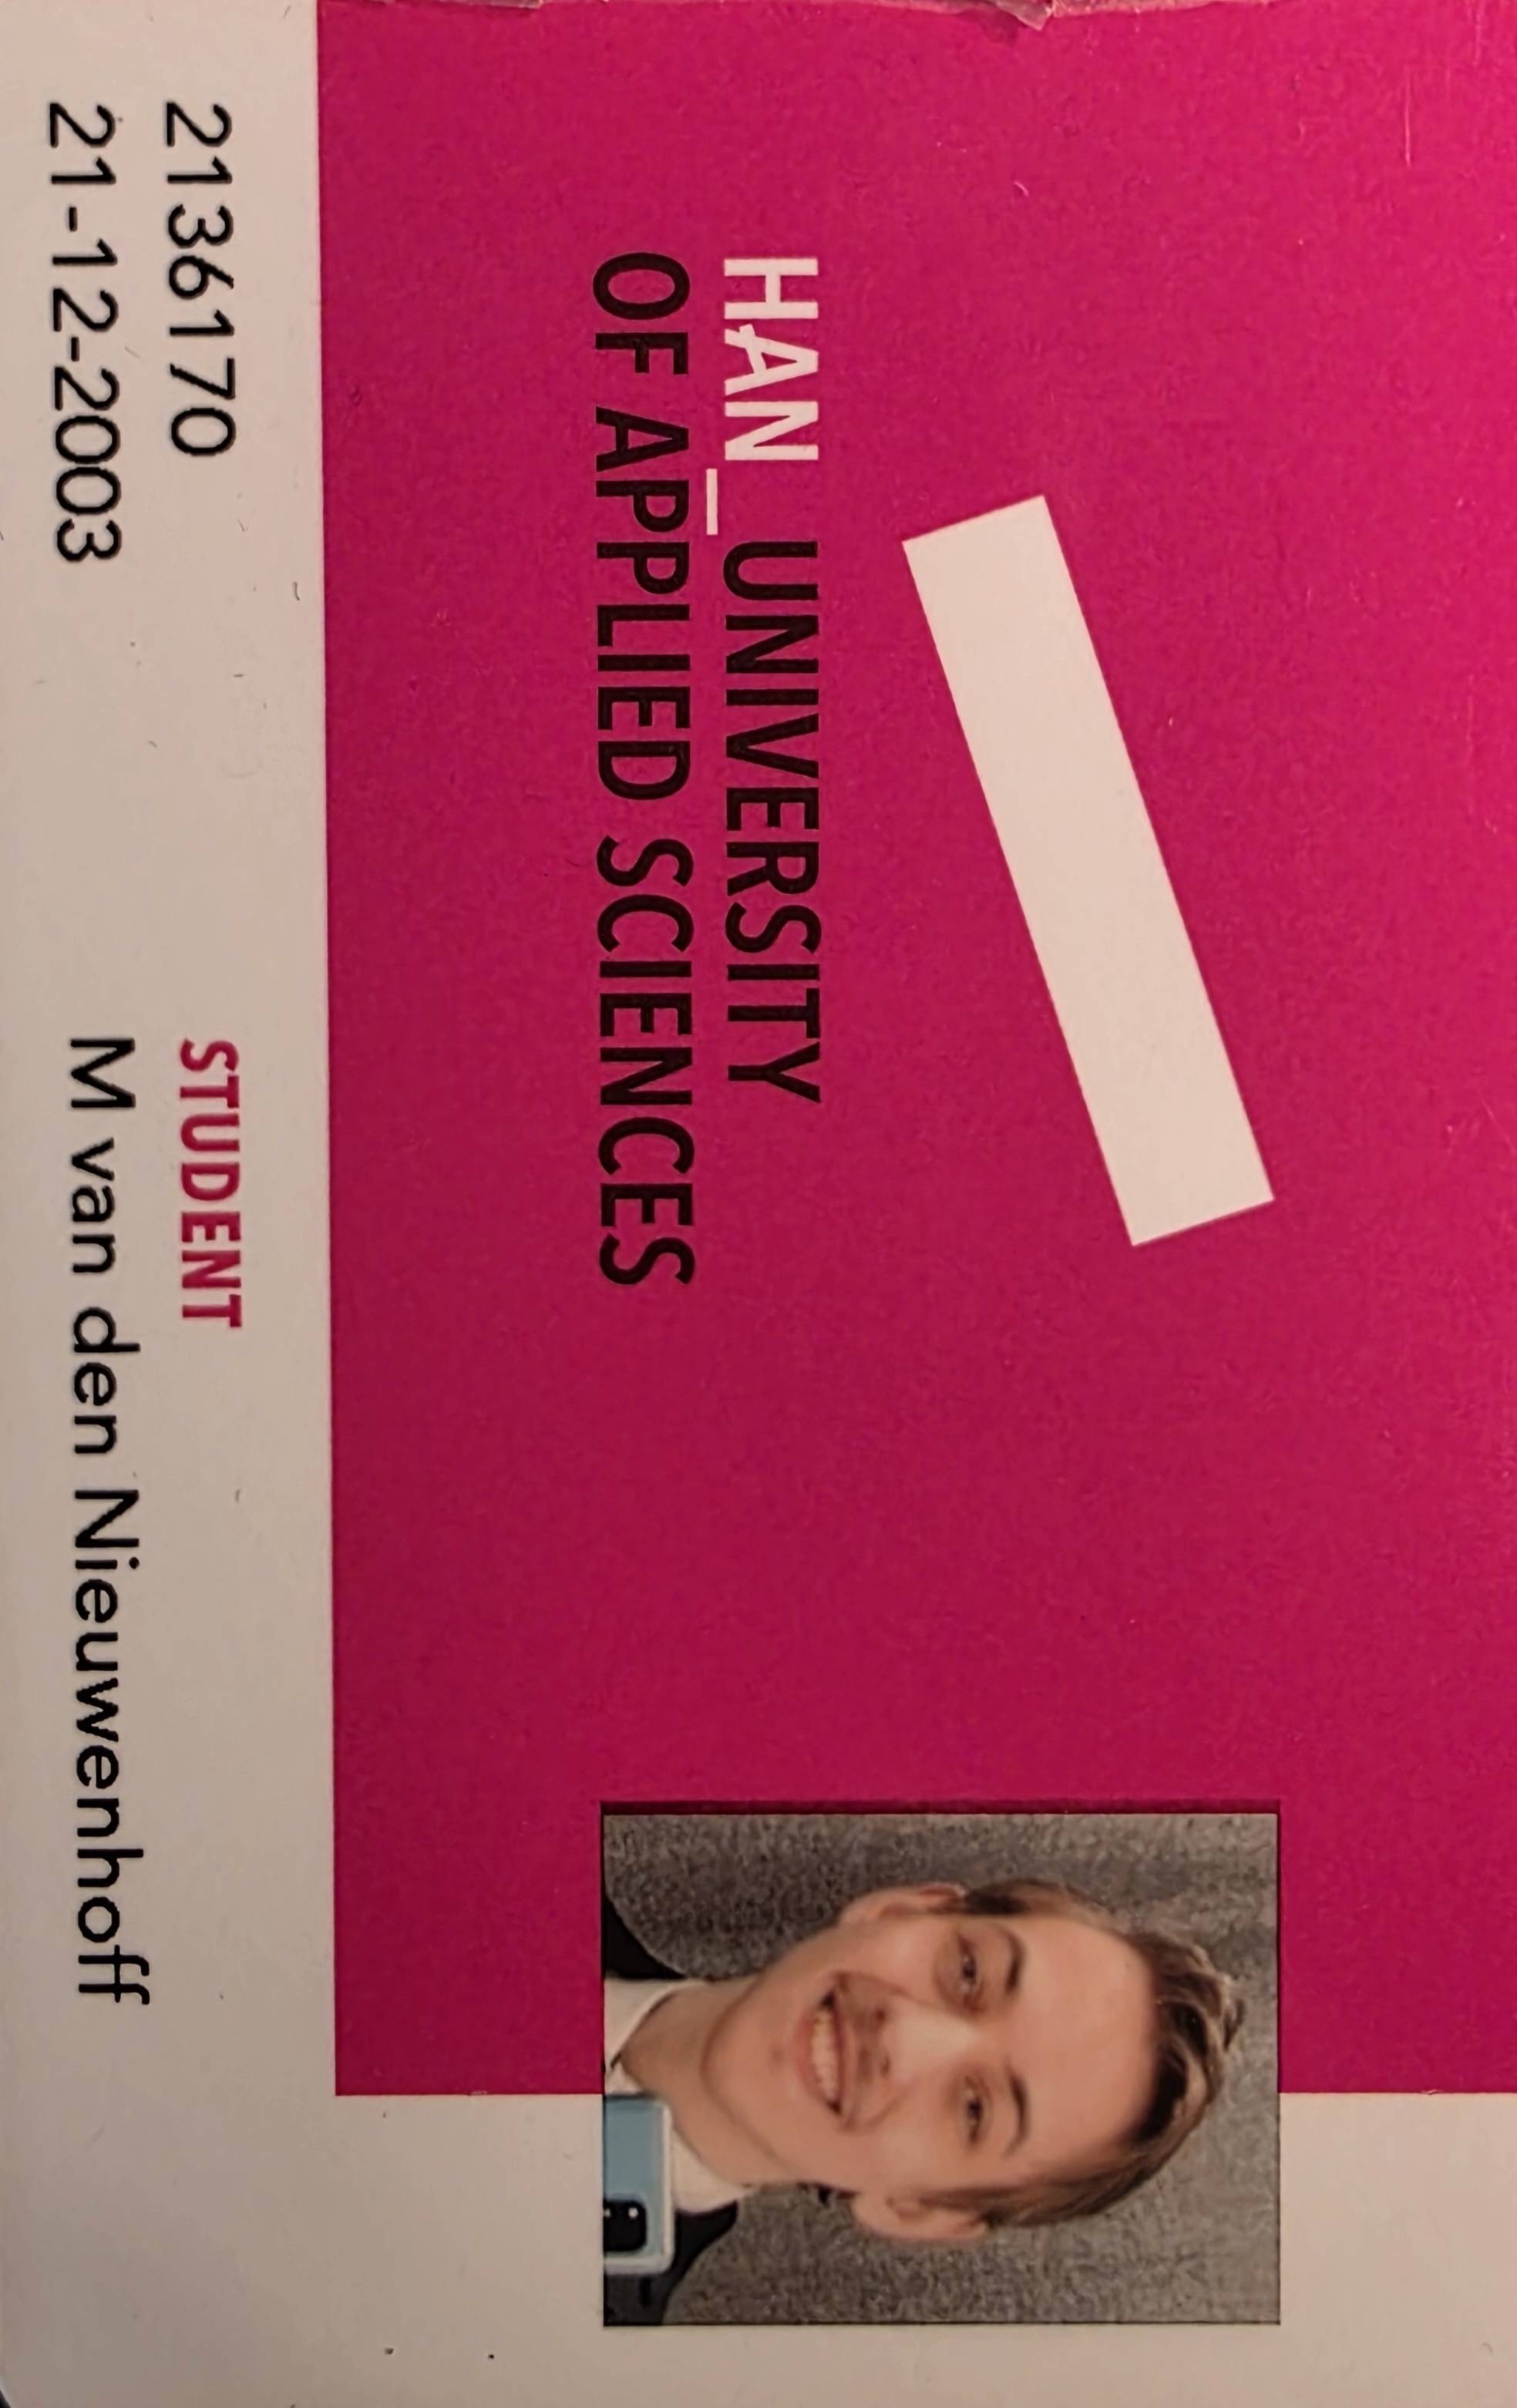 HAN_UNIVERSITY
OF APPLIED SCIENCES
2136170
21-12-2003
STUDENT
M van den Nieuwenhoff